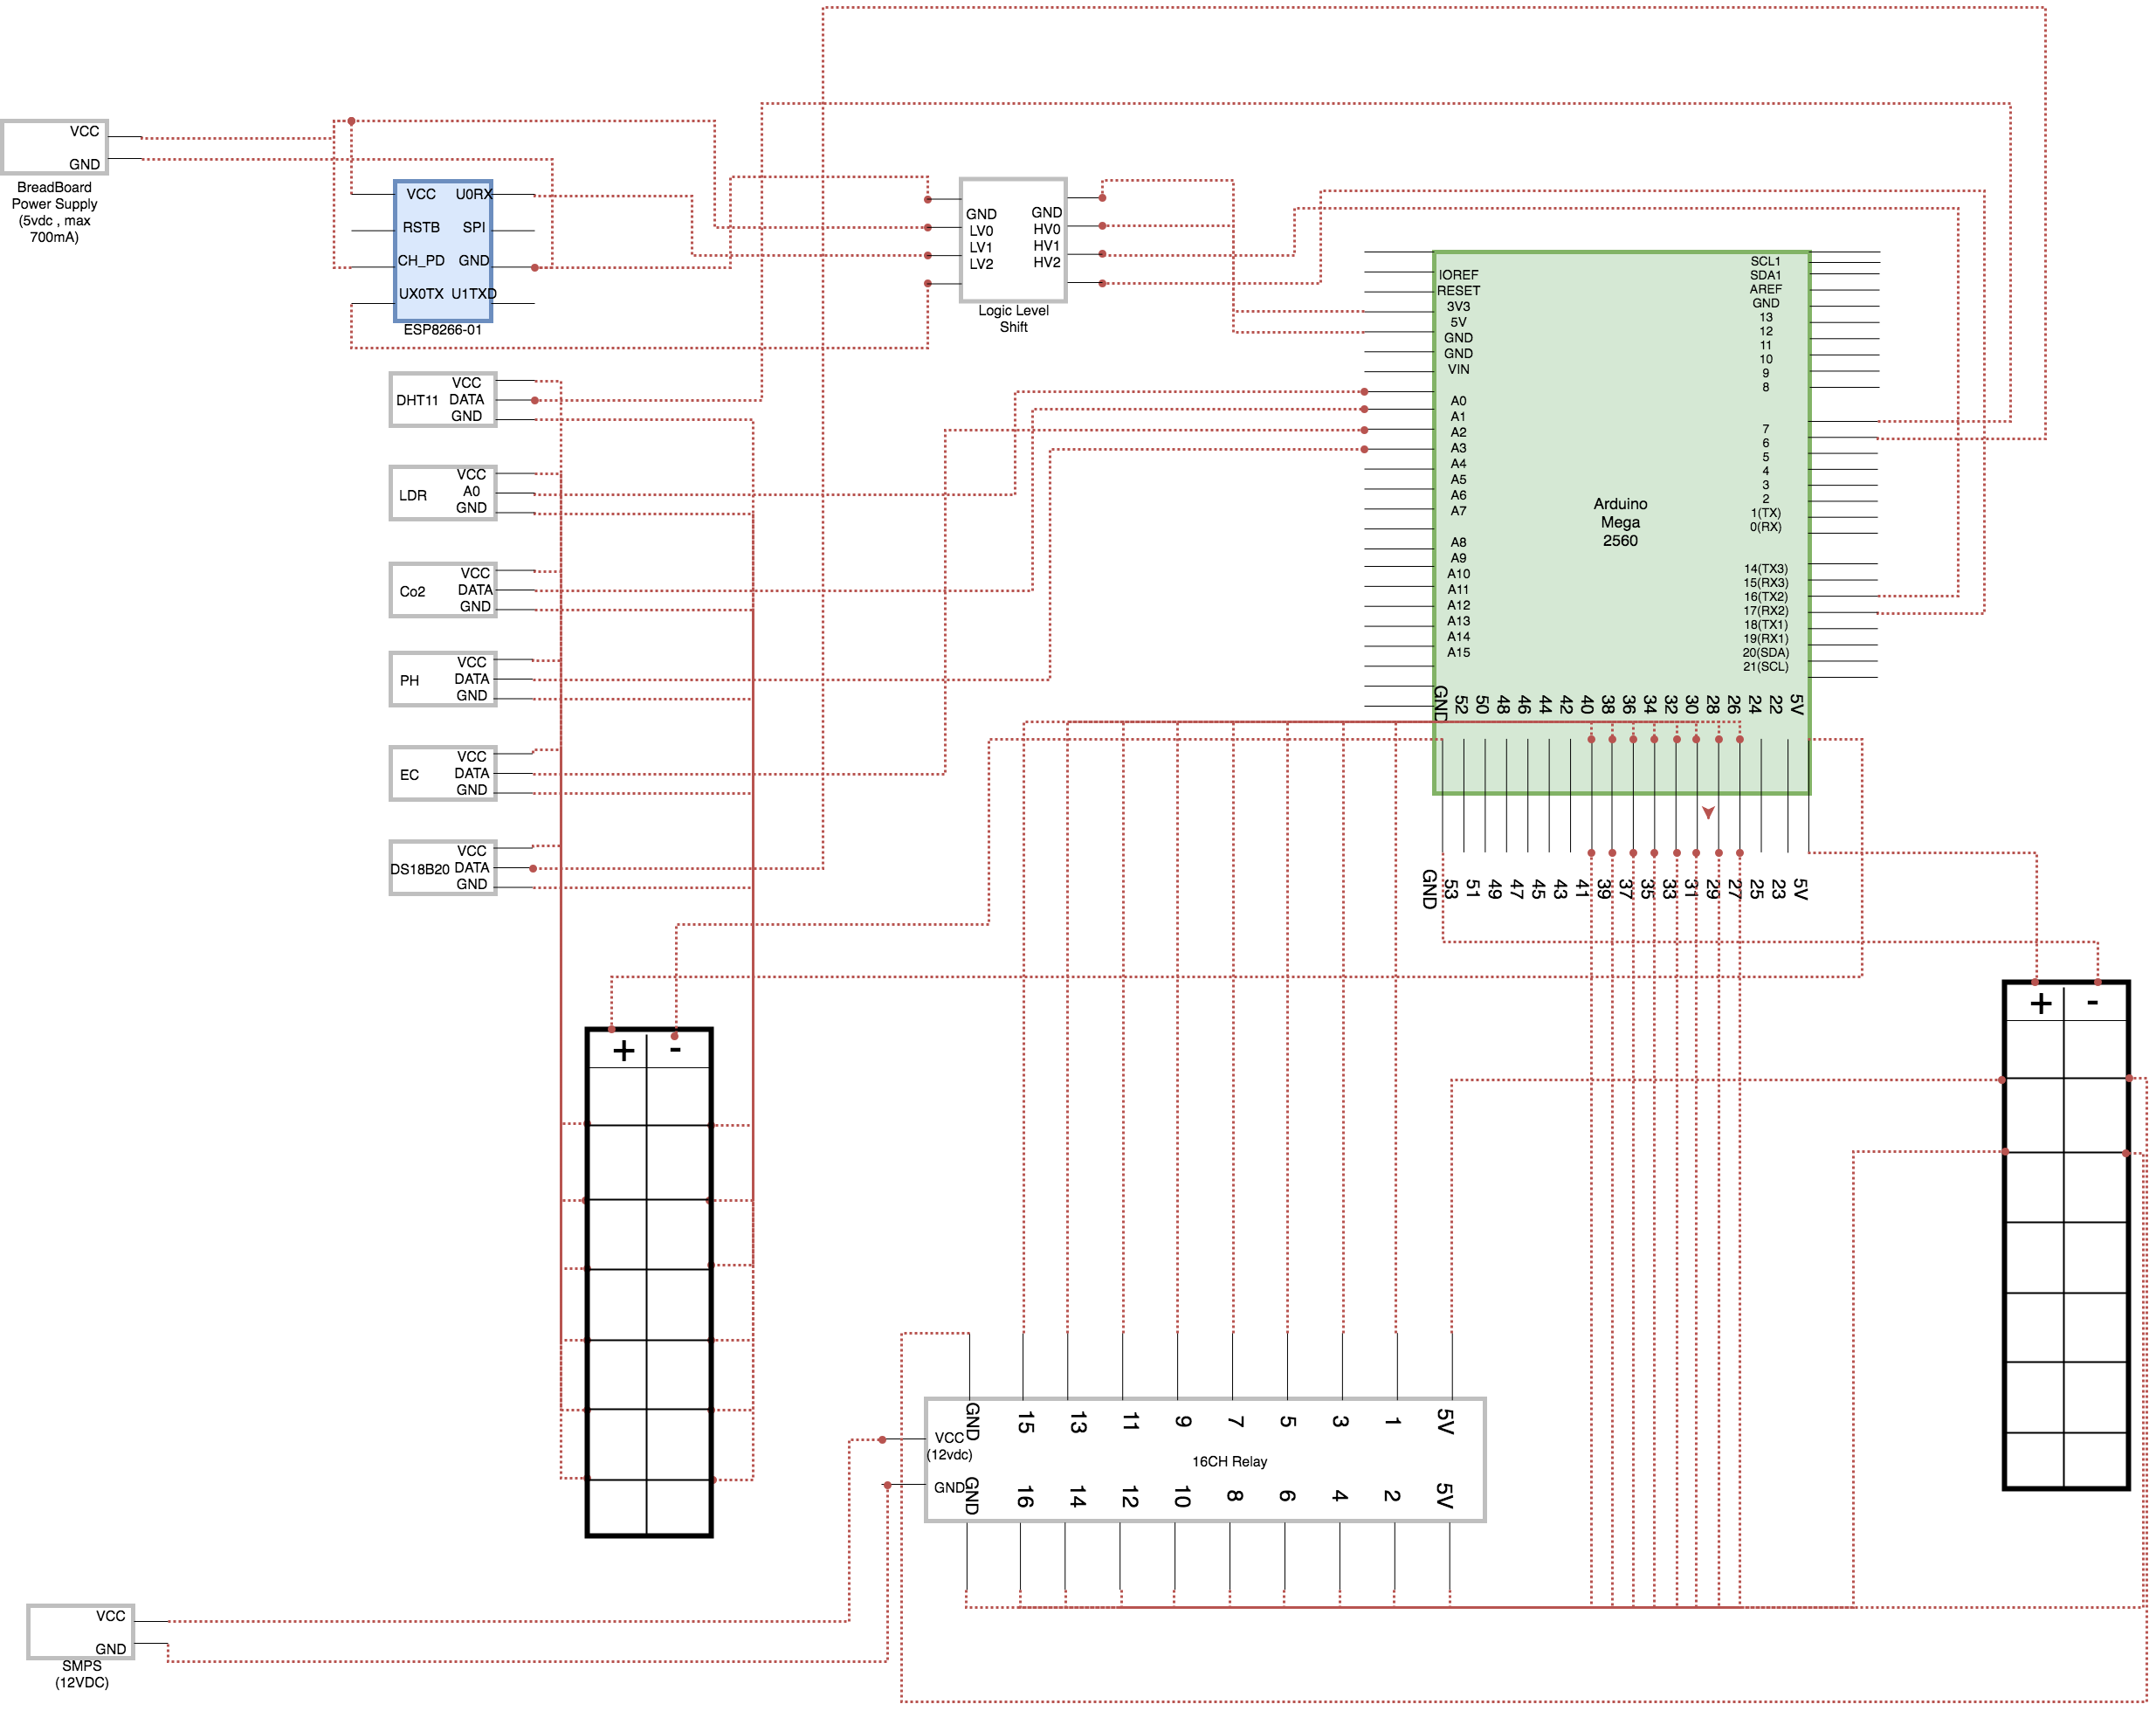 VCC
GND
BreadBoard
Power Supply
(5vdc , max
700mA)
VCC
U0RX
RSTB
SPI
CH_PD
GND
UX0TX
U1TXD
ESP8266-01
GND
LV0
LV1
LV2
GND
HV0
HV1
HV2
Logic Level
Shift
DHT11
VCC
DATA
GND
LDR
VCC
A0
GND
Co2
VCC
DATA
GND
PH
VCC
DATA
GND
EC
VCC
DATA
GND
DS18B20
VCC
DATA
GND
IOREF
RESET
3V3
5V
GND
GND
VIN
A0
A1
A2
A3
A4
A5
A6
A7
A8
A9
A10
A11
A12
A13
A14
A15
Arduino
Mega
2560
SCL1
SDA1
AREF
GND
13
12
11
10
9
8
7
6
5
4
3
2
1(TX)
0(RX)
14(TX3)
15(RX3)
16(TX2)
17(RX2)
18(TX1)
19(RX1)
20(SDA)
21(SCL)
GND 52 50 48 46 44 42 40 38 36 34 32 30 28 26 24 22 5V
GND 53 51 49 47 45 43 41 39 37 35 33 31 29 27 25 23 5V
+ -
+ -
GND 15 13 11 9 7 5 3 1 5V
VCC
(12vdc)
16CH Relay
GND
GND 16 14 12 10 8 6 4 2 5V
VCC
GND
SMPS
(12VDC)